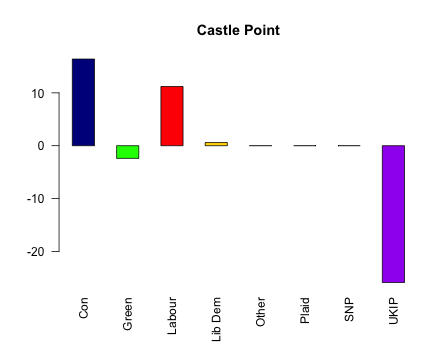 Castle Point
10
0
-10
-20
Con
Green
Labour
Lib Dem
Other
Plaid
SNP
UKIP